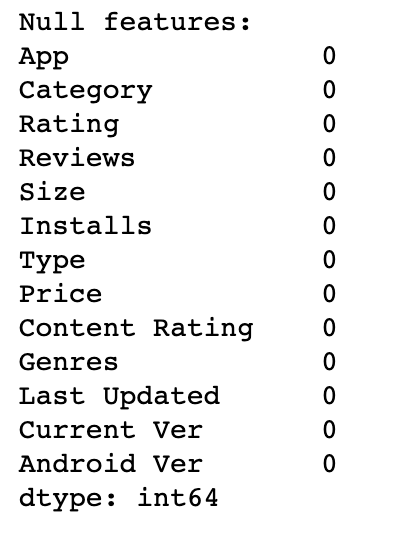 Null features:
App 0
Category 0
Rating 0
Reviews 0
Size 0
Installs 0
Type 0
Price 0
Content Rating 0
Genres 0
Last Updated 0
Current Ver 0
Android Ver 0
dtype: int64